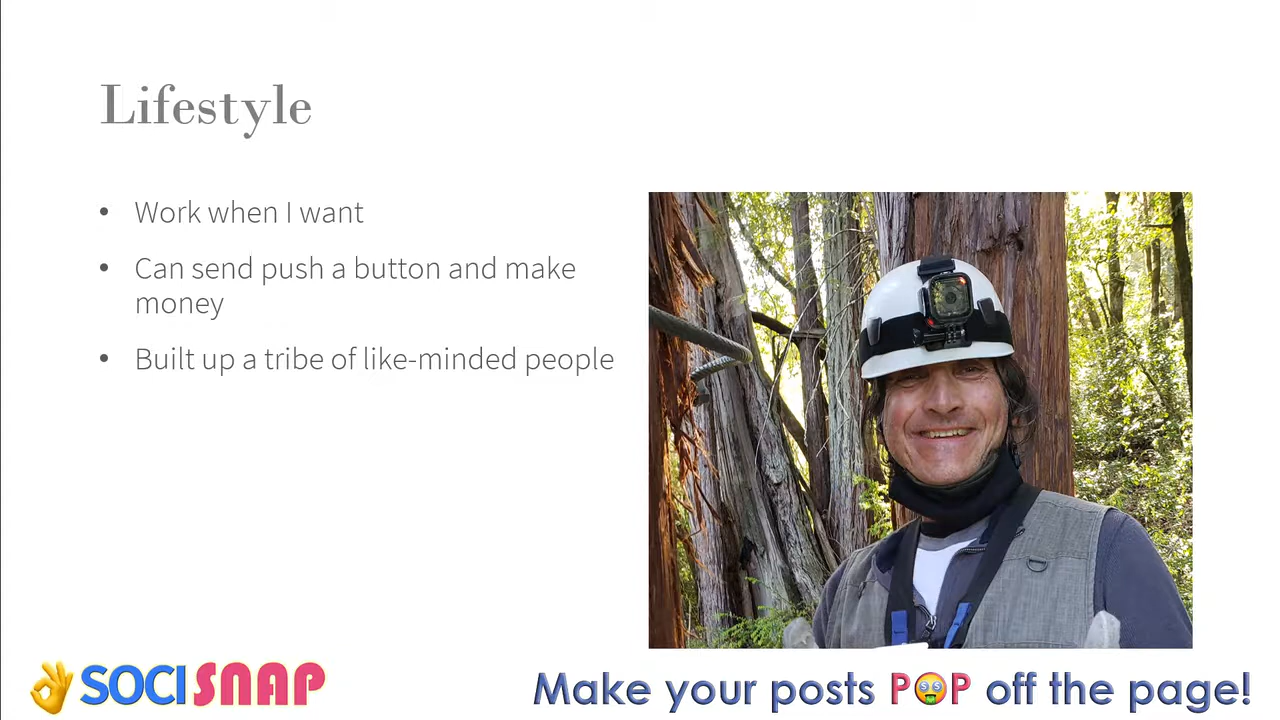 Lifestyle
• Work when I want
• Can send push a button and make
money
• Built up a tribe of like-minded people
SOCISNAP
Make your posts POP off the page!